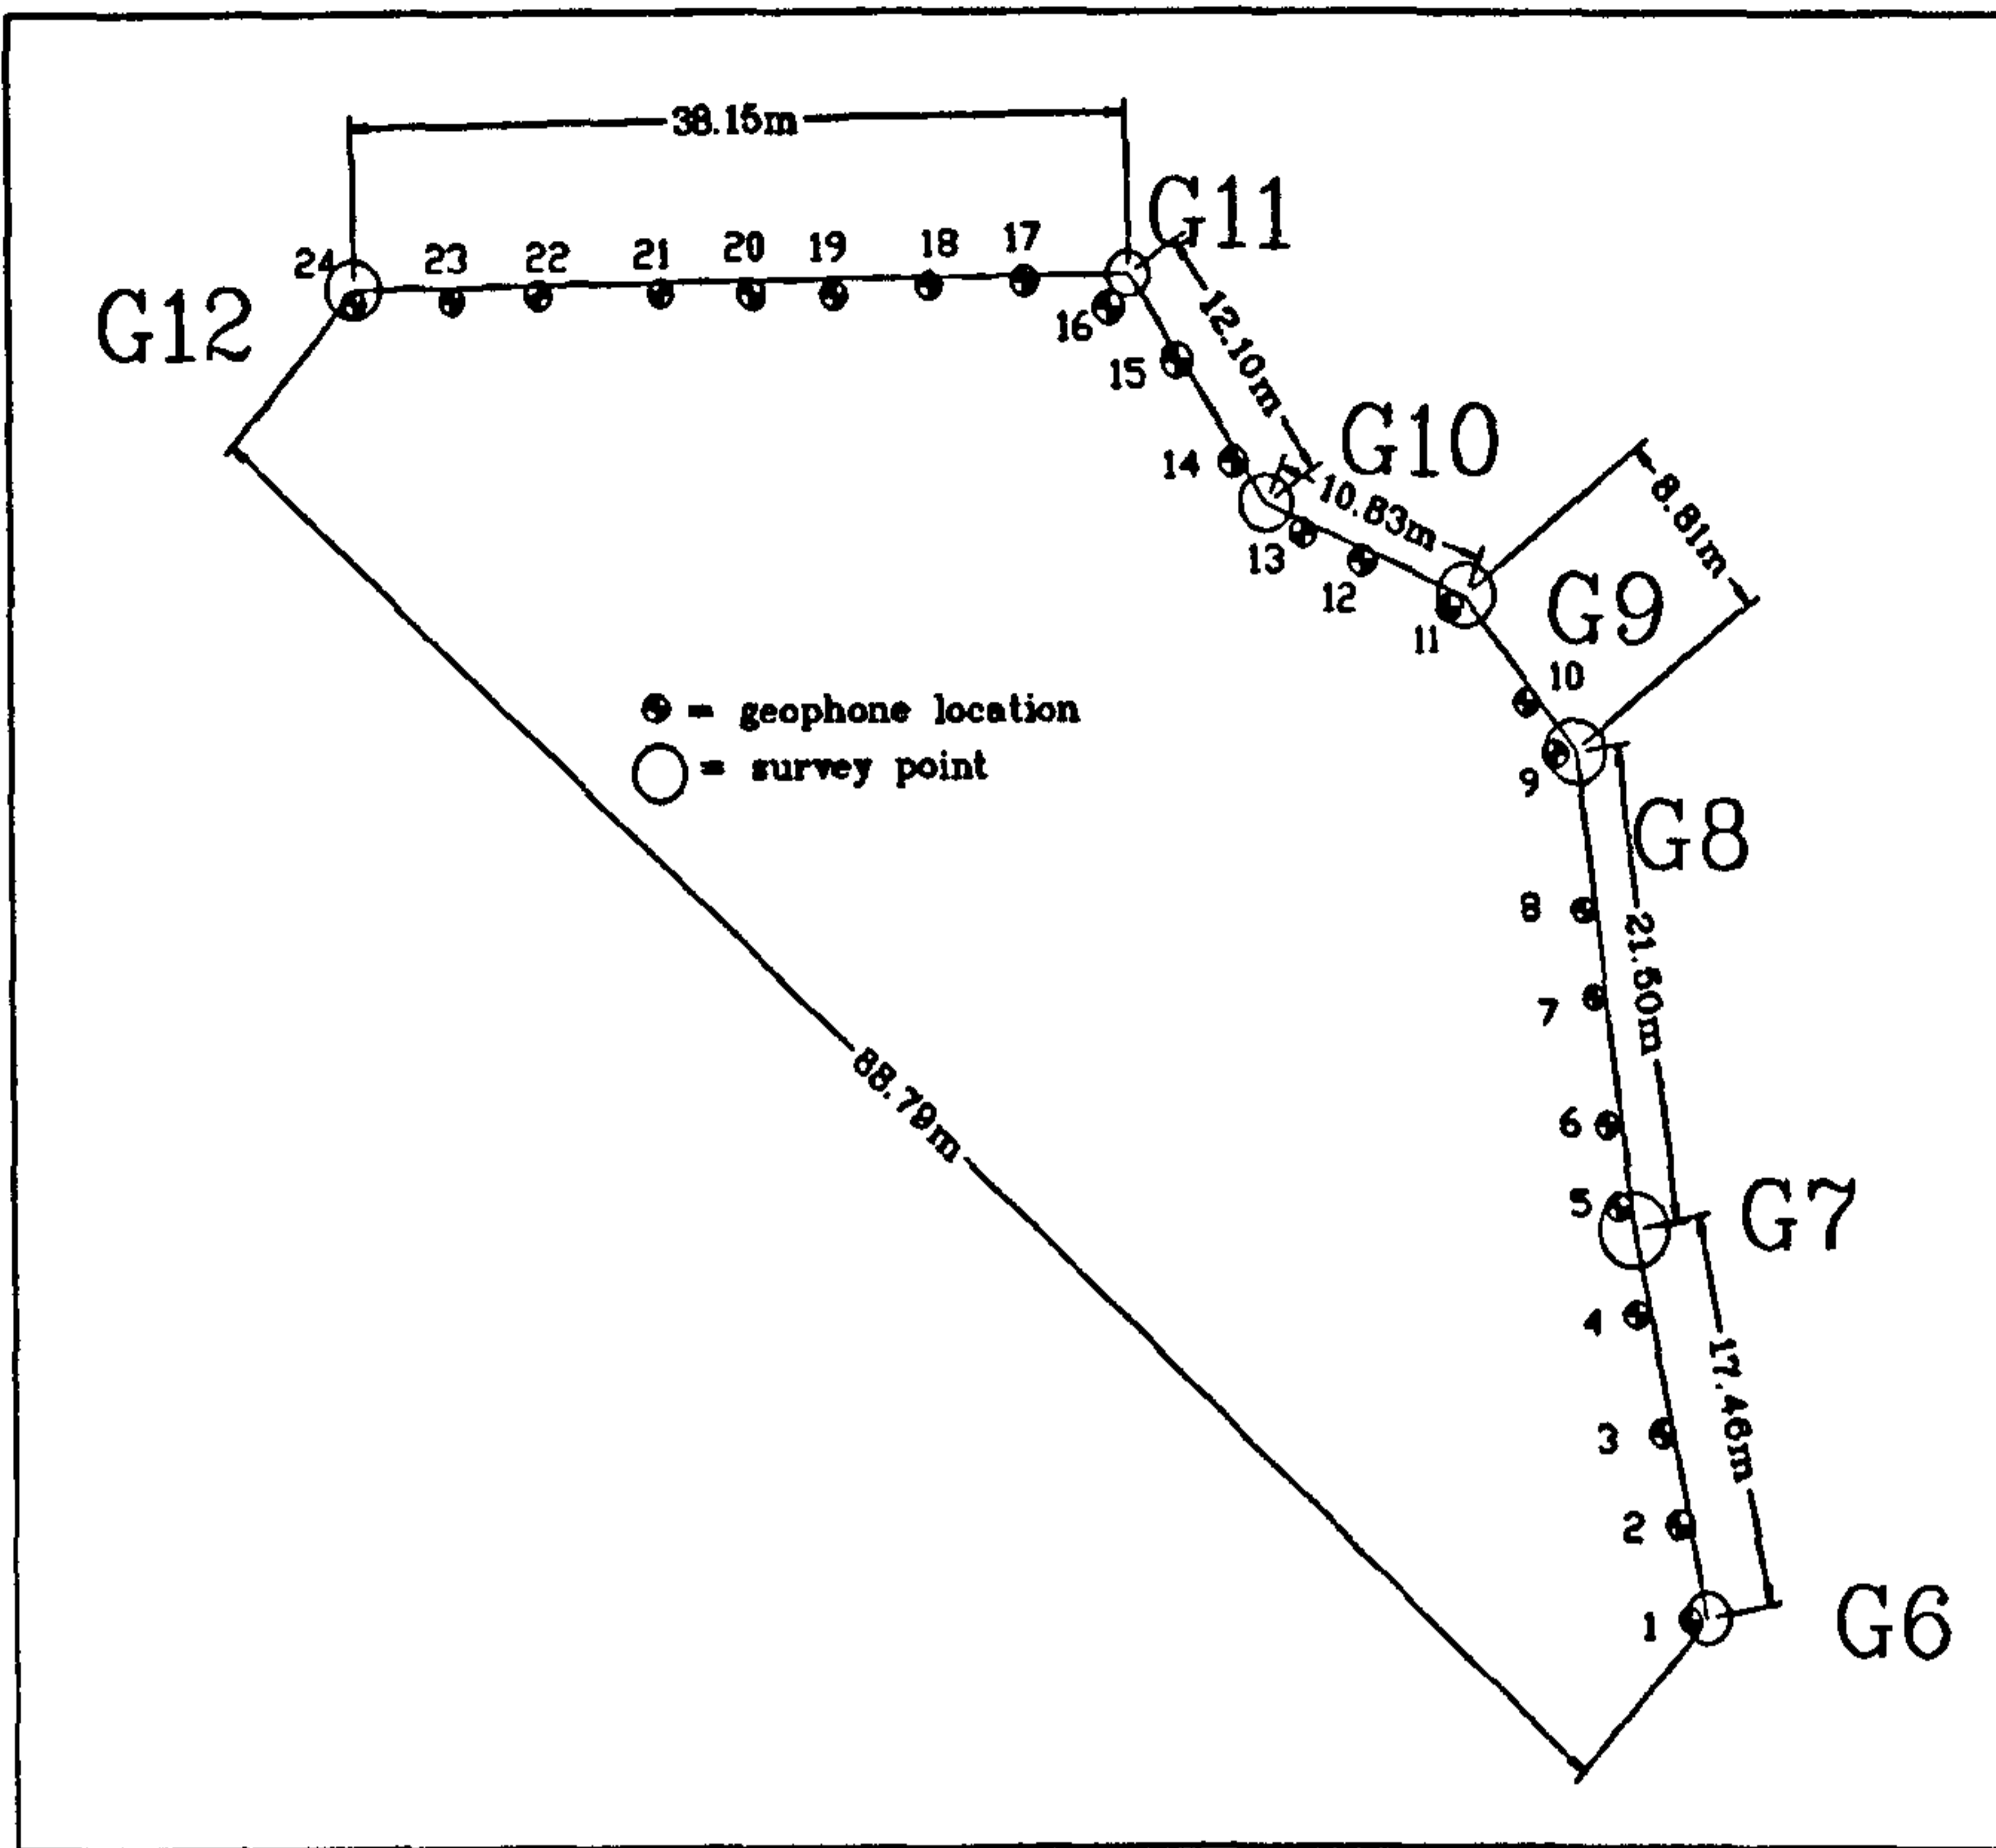 38.15m
G11
24
23
22
21
20
19
18
17
G12
16
12.10m
15
G10
14
10.83m
8.81m
13
12
G9
11
10
= geophone location
= survey point
9
G8
8
21.50m
7
88.79m
6
5
G7
4
17.46m
3
2
1
G6